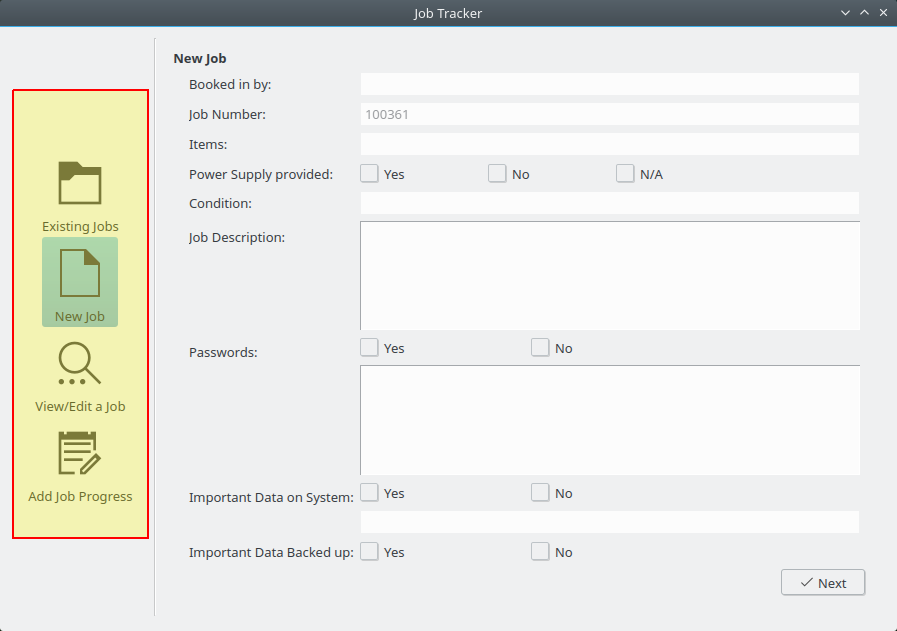 Job Tracker
Existing Jobs
New Job
View/Edit a Job
Add Job Progress
New Job
Booked in by:
Job Number: 100361
Items:
Power Supply provided: Yes No N/A
Condition:
Job Description:
Passwords: Yes No
Important Data on System: Yes No
Important Data Backed up: Yes No
Next